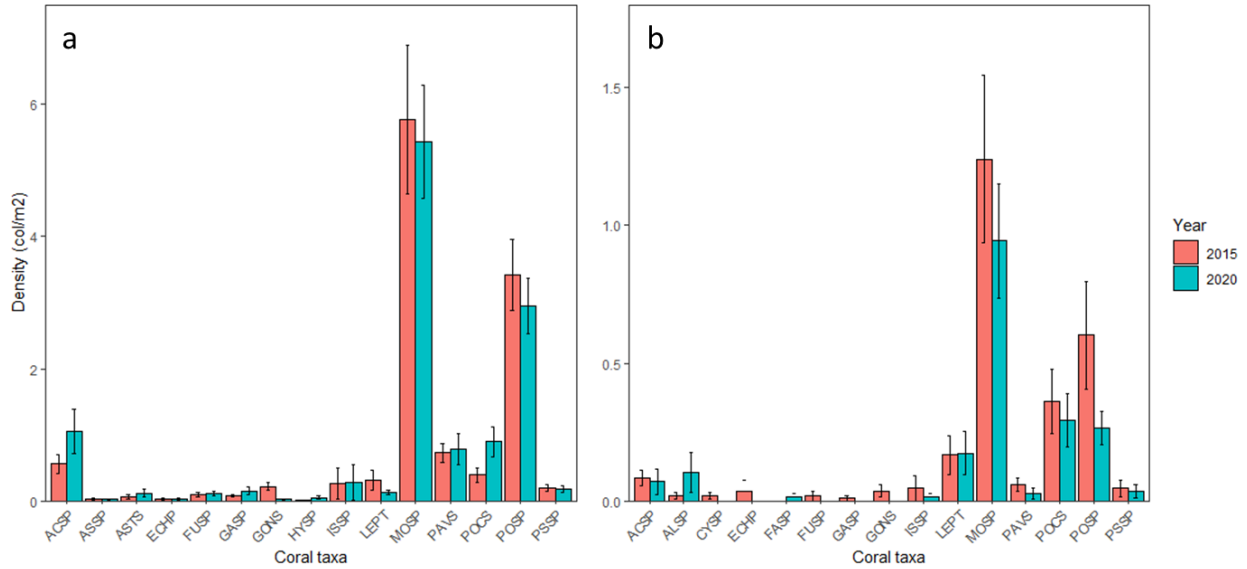 a
Density (col/m2)
6
4
2
0
ACSP ASSP ASTS ECHP FUSP GASP GONS HYSP ISSP LEPT MOSP PAVS POCS POSP PSSP
Coral taxa
b
1.5
1.0
0.5
0.0
ACSP ALSP CYSP ECHP FASP FUSP GASP GONS ISSP LEPT MOSP PAVS POCS POSP PSSP
Coral taxa
Year
2015
2020